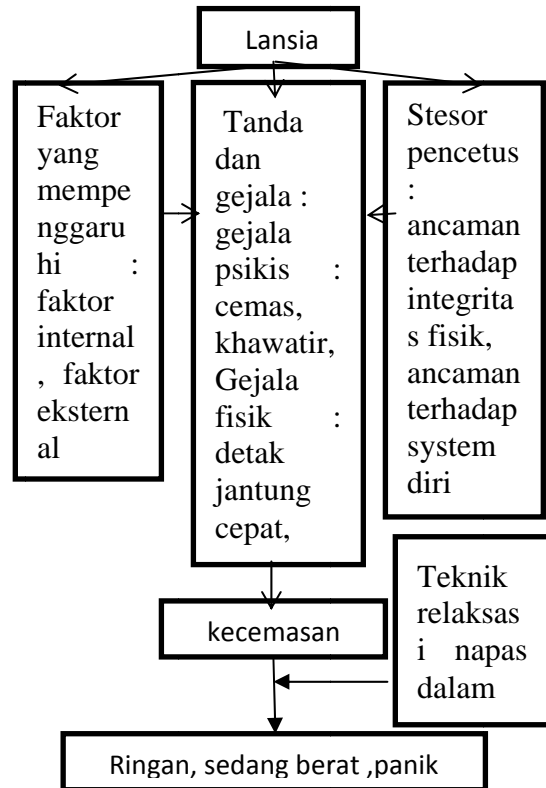 Lansia
Faktor
yang
mempe
nggaru
hi :
faktor
internal
, faktor
ekstern
al
Tanda
dan
gejala :
gejala
psikis :
cemas,
khawatir,
Gejala
fisik :
detak
jantung
cepat,
Stesor
pencetus
:
ancaman
terhadap
integrita
s fisik,
ancaman
terhadap
system
diri
kecemasan
Teknik
relaksas
i napas
dalam
Ringan, sedang berat ,panik